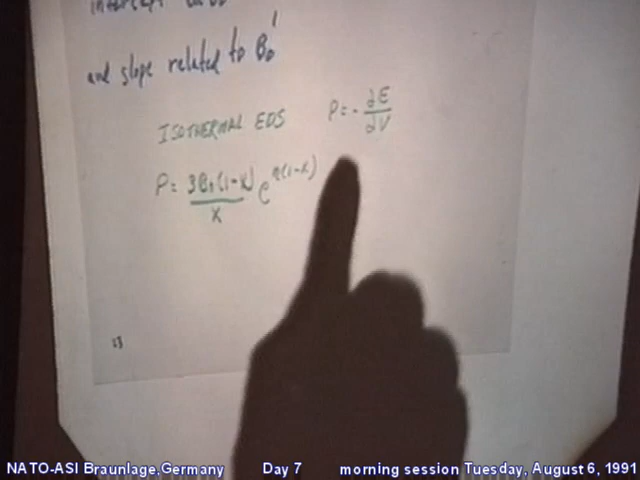 intercept
and slope related to B₀'
ISOTHERMAL EOS P = - ∂E/∂V
P = 3B₀(1-X)/X e^η(1-X)
13
NATO-ASI Braunlage,Germany Day 7 morning session Tuesday, August 6, 1991